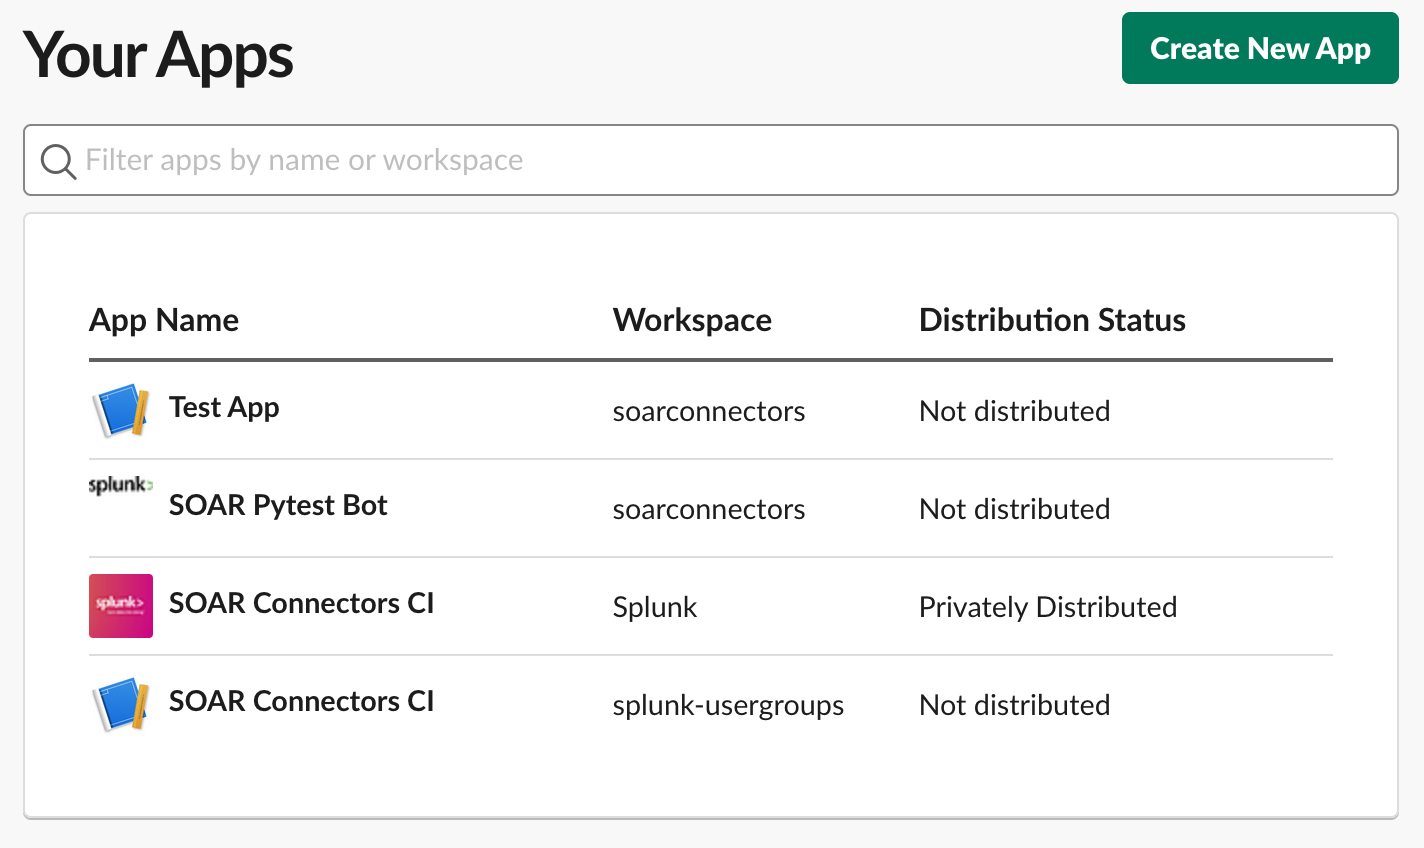 Your Apps
Create New App
Filter apps by name or workspace
App Name Workspace Distribution Status
Test App soarconnectors Not distributed
splunk>
SOAR Pytest Bot soarconnectors Not distributed
splunk>
SOAR Connectors CI Splunk Privately Distributed
SOAR Connectors CI splunk-usergroups Not distributed